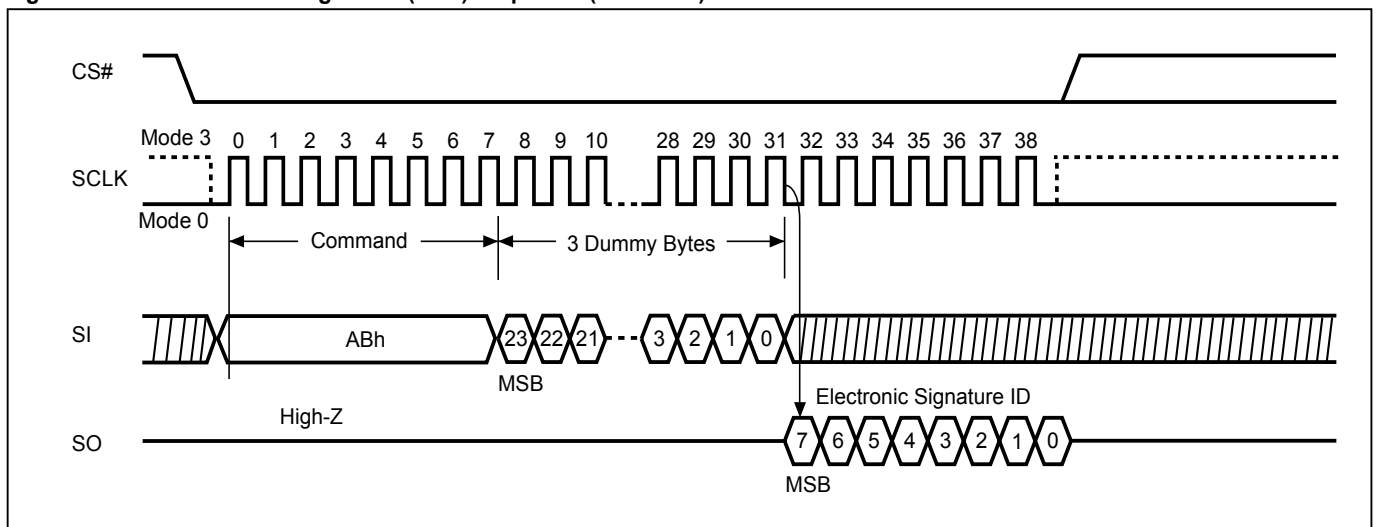 CS#
Mode 3
0 1 2 3 4 5 6 7 8 9 10 28 29 30 31 32 33 34 35 36 37 38
SCLK
Mode 0
Command
3 Dummy Bytes
SI
ABh
23 22 21 3 2 1 0
MSB
Electronic Signature ID
High-Z
SO
7 6 5 4 3 2 1 0
MSB